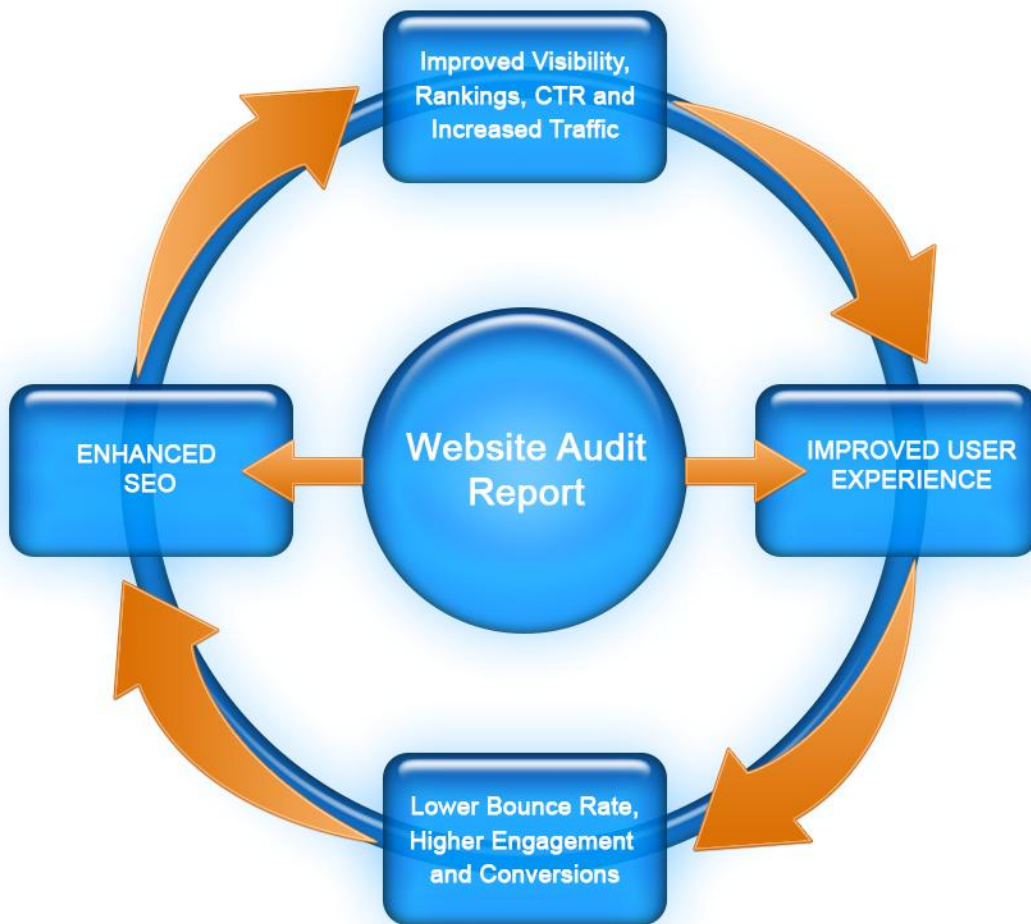 Improved Visibility,
Rankings, CTR and
Increased Traffic
ENHANCED
SEO
Website Audit
Report
IMPROVED USER
EXPERIENCE
Lower Bounce Rate,
Higher Engagement
and Conversions